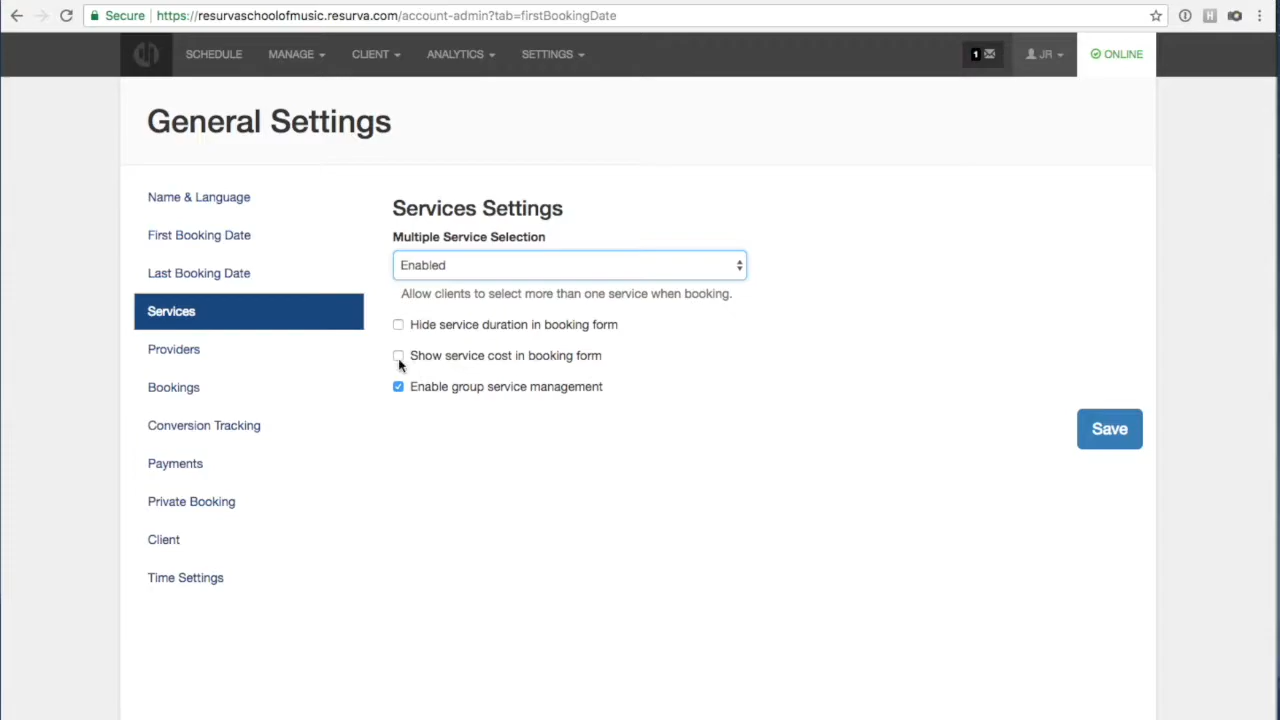 Secure https://resurvaschoolofmusic.resurva.com/account-admin?tab=firstBookingDate
SCHEDULE MANAGE CLIENT ANALYTICS SETTINGS 1 JR ONLINE
General Settings
Name & Language
First Booking Date
Last Booking Date
Services
Providers
Bookings
Conversion Tracking
Payments
Private Booking
Client
Time Settings
Services Settings
Multiple Service Selection
Enabled
Allow clients to select more than one service when booking.
Hide service duration in booking form
Show service cost in booking form
Enable group service management
Save